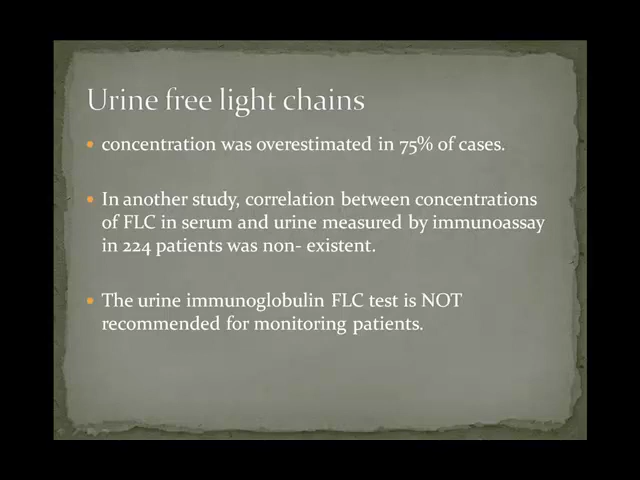 Urine free light chains
• concentration was overestimated in 75% of cases.
• In another study, correlation between concentrations
of FLC in serum and urine measured by immunoassay
in 224 patients was non- existent.
• The urine immunoglobulin FLC test is NOT
recommended for monitoring patients.